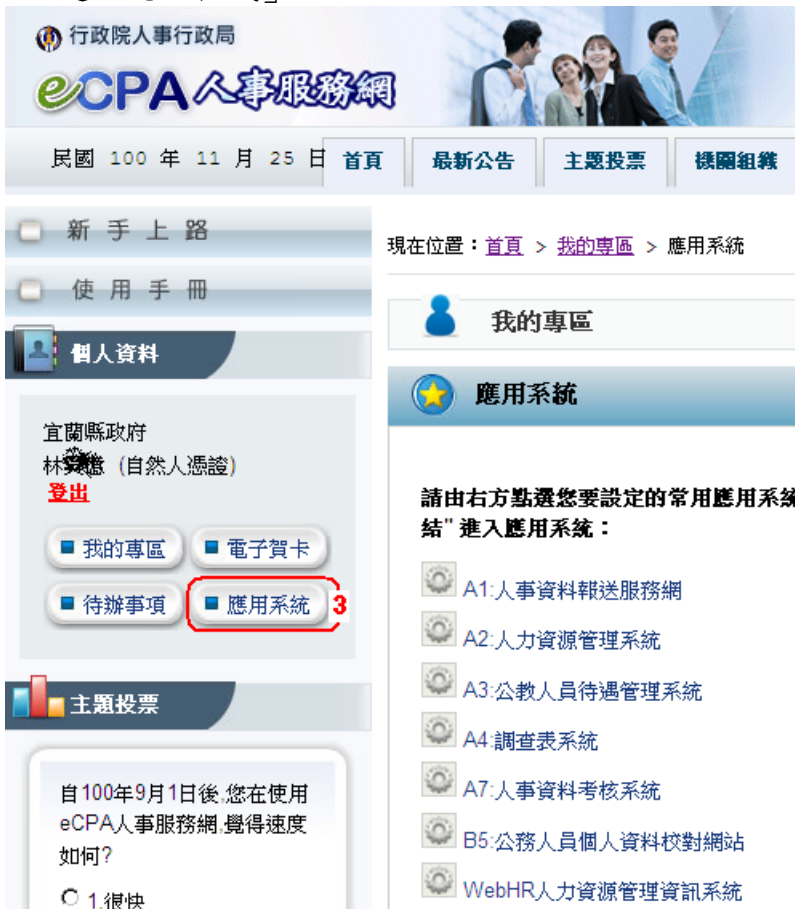 行政院人事行政局
eCPA人事服務網
民國 100 年 11 月 25 日
首頁
最新公告
主題投票
機關組織
新手上路
使用手冊
個人資料
宜蘭縣政府
林 (自然人憑證)
登出
我的專區
電子賀卡
待辦事項
應用系統
3
主題投票
自100年9月1日後,您在使用
eCPA人事服務網,覺得速度
如何?
1.很快
現在位置：首頁 > 我的專區 > 應用系統
我的專區
應用系統
請由右方點選您要設定的常用應用系統
結" 進入應用系統：
A1:人事資料報送服務網
A2:人力資源管理系統
A3:公教人員待遇管理系統
A4:調查表系統
A7:人事資料考核系統
B5:公務人員個人資料校對網站
WebHR人力資源管理資訊系統